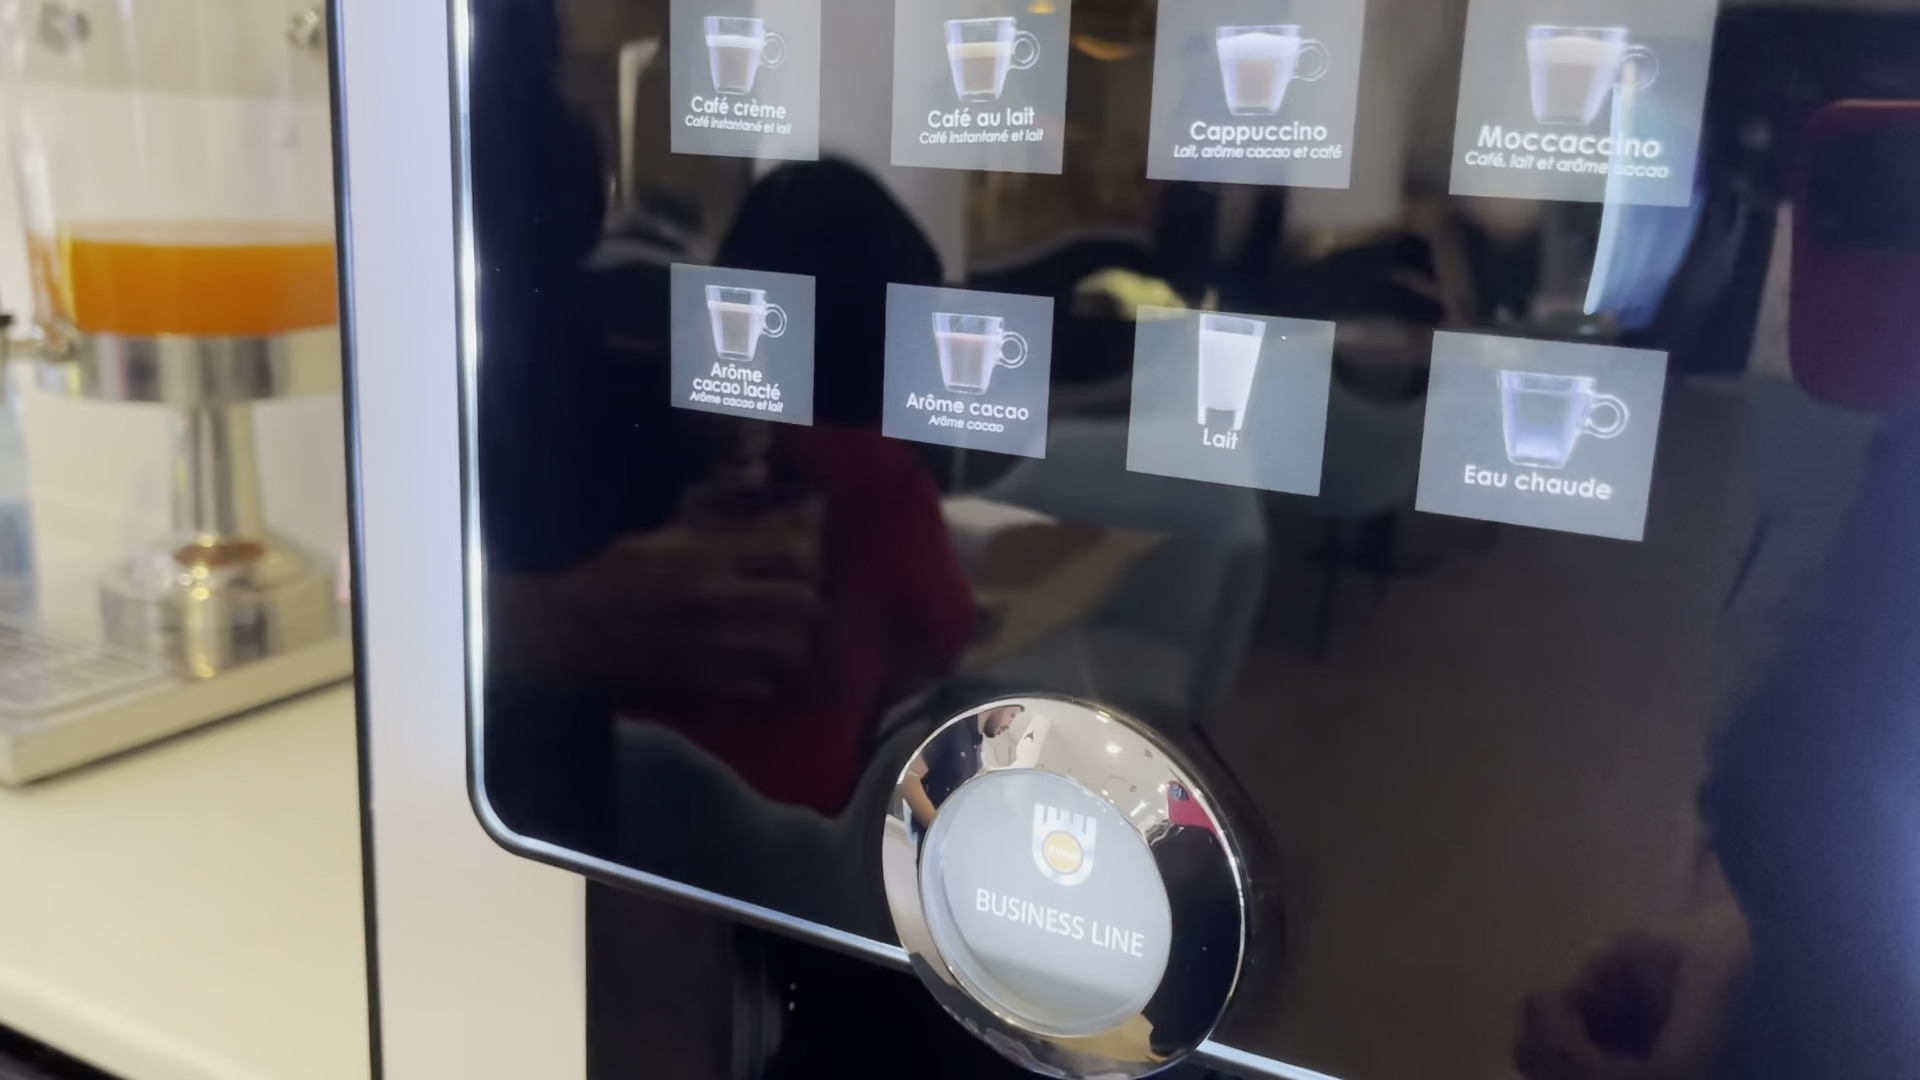 Café crème
Café instantané et lait
Café au lait
Café instantané et lait
Cappuccino
Lait, arôme cacao et café
Moccaccino
Café, lait et arôme cacao
Arôme
cacao lacté
Arôme cacao et lait
Arôme cacao
Arôme cacao
Lait
Eau chaude
BUSINESS LINE